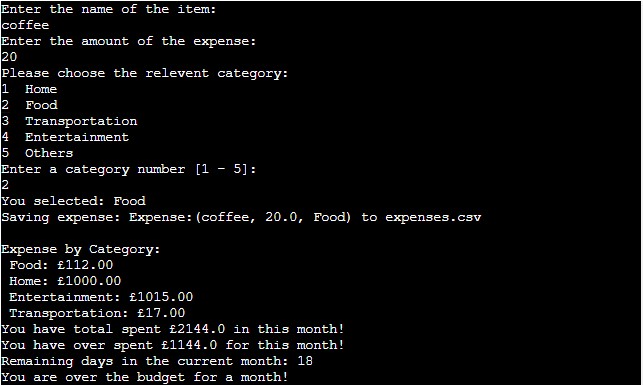 Enter the name of the item:
coffee
Enter the amount of the expense:
20
Please choose the relevent category:
1  Home
2  Food
3  Transportation
4  Entertainment
5  Others
Enter a category number [1 - 5]:
2
You selected: Food
Saving expense: Expense:(coffee, 20.0, Food) to expenses.csv

Expense by Category:
 Food: £112.00
 Home: £1000.00
 Entertainment: £1015.00
 Transportation: £17.00
You have total spent £2144.0 in this month!
You have over spent £1144.0 for this month!
Remaining days in the current month: 18
You are over the budget for a month!